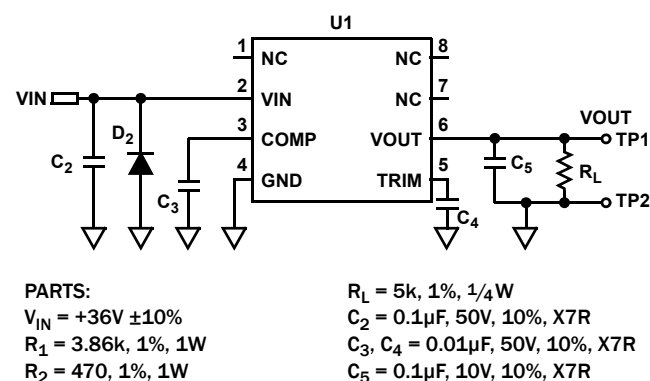 U1
1 NC NC 8
VIN 2 VIN NC 7
VOUT
D2 3 COMP VOUT 6 TP1
C2 C3 4 GND TRIM 5 C4 C5 RL TP2
PARTS:
VIN = +36V ±10%
R1 = 3.86k, 1%, 1W
R2 = 470, 1%, 1W
RL = 5k, 1%, 1/4W
C2 = 0.1µF, 50V, 10%, X7R
C3, C4 = 0.01µF, 50V, 10%, X7R
C5 = 0.1µF, 10V, 10%, X7R